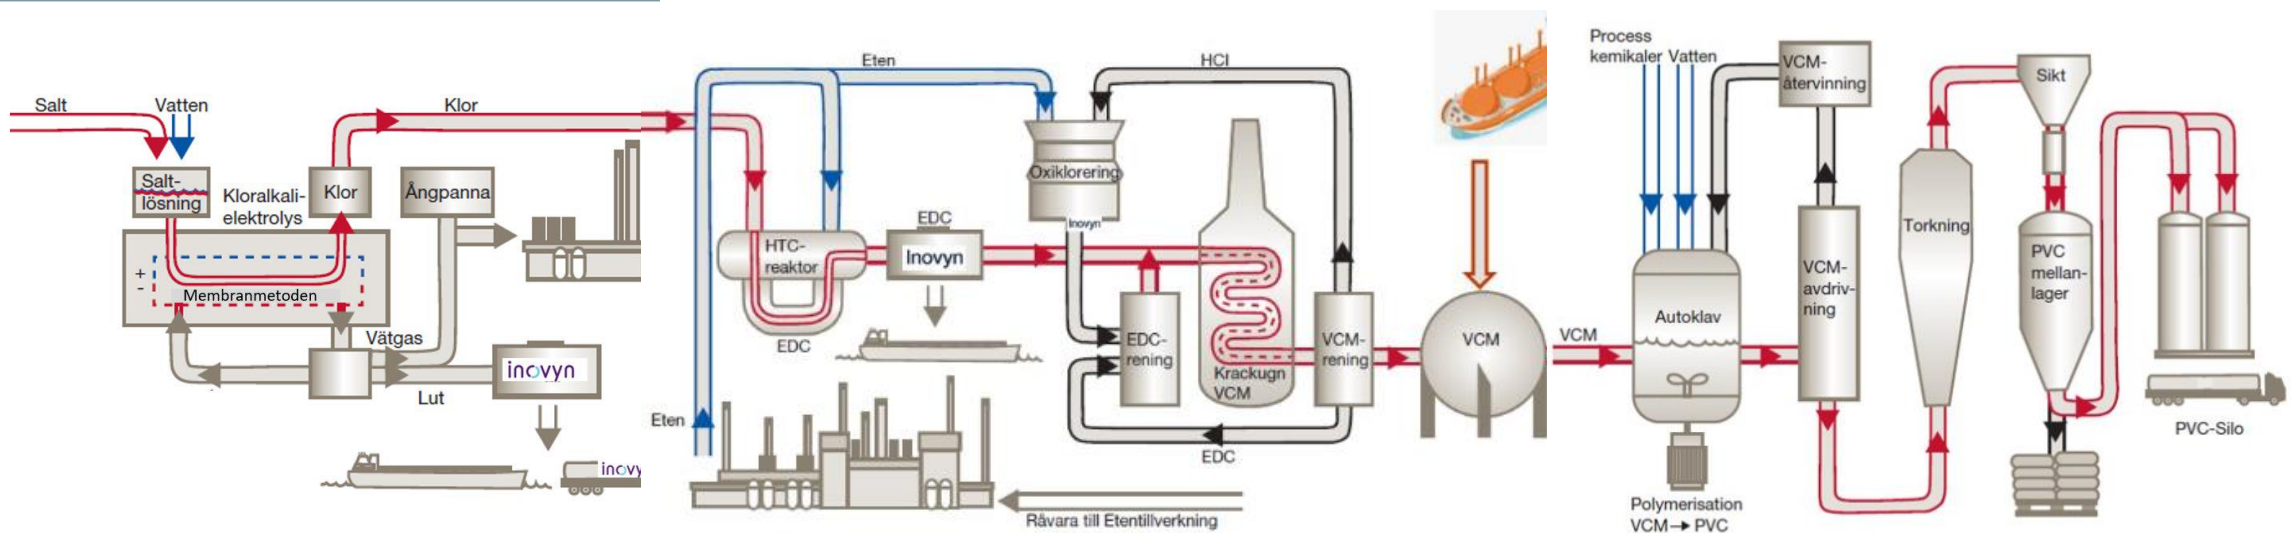 Salt
Vatten
Klor
Salt-
lösning
Kloralkali-
elektrolys
Klor
Ångpanna
+
-
Membranmetoden
Vätgas
Lut
inovyn
inovy
Eten
HCl
Oxiklorering
Inovyn
HTC-
reaktor
EDC
Inovyn
EDC
EDC-
rening
Krackugn
VCM
VCM-
rening
VCM
EDC
Eten
Råvara till Etentillverkning
Process
kemikaler Vatten
VCM-
återvinning
Sikt
Torkning
VCM-
avdriv-
ning
PVC
mellan-
lager
Autoklav
VCM
PVC-Silo
Polymerisation
VCM→ PVC